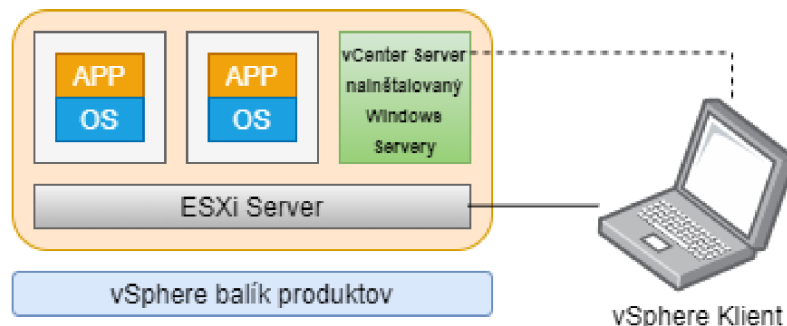 APP
OS
APP
OS
vCenter Server
nainštalovaný
Windows
Servery
ESXi Server
vSphere balík produktov
vSphere Klient